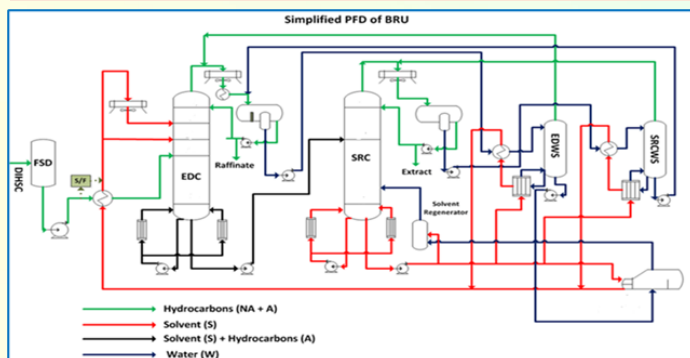 Simplified PFD of BRU
DIHSC
FSD
S/F
EDC
Raffinate
SRC
Extract
Solvent
Regenerator
EDWS
SRCWS
Hydrocarbons (NA + A)
Solvent (S)
Solvent (S) + Hydrocarbons (A)
Water (W)